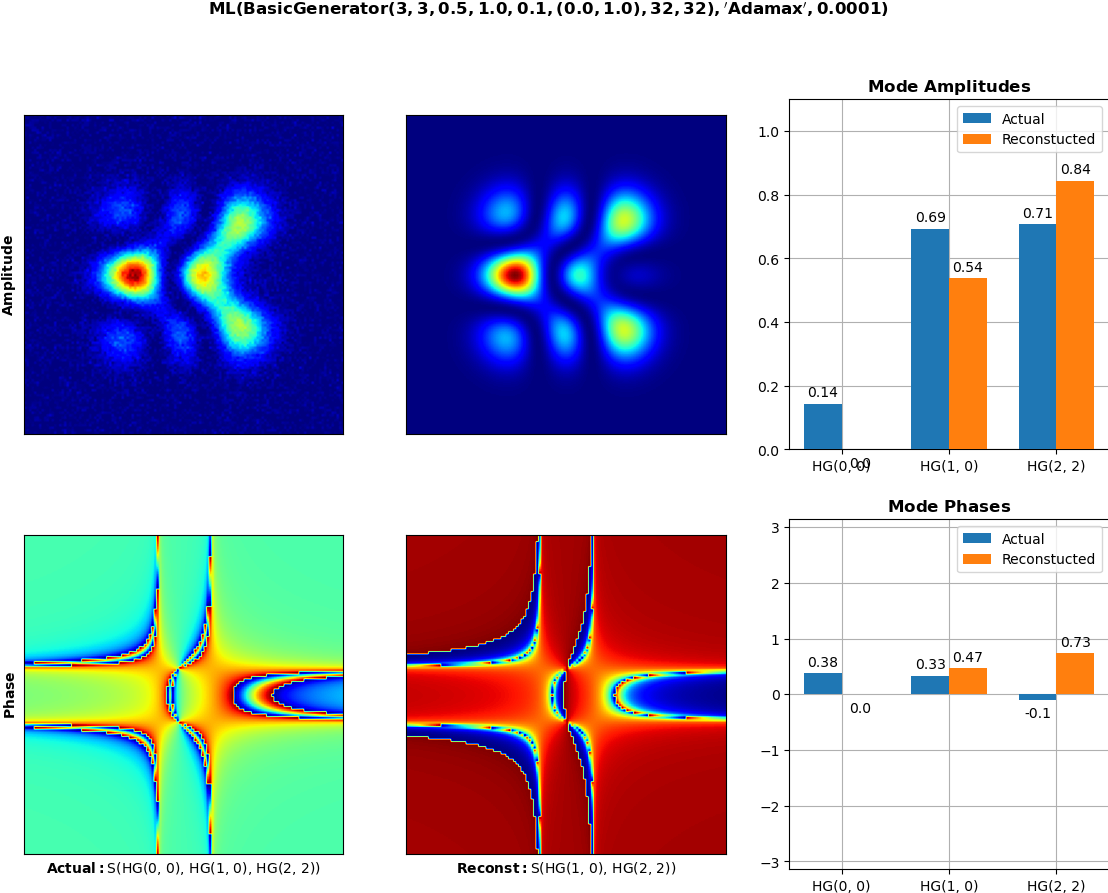 ML(BasicGenerator(3, 3, 0.5, 1.0, 0.1, (0.0, 1.0), 32, 32), ′Adamax′, 0.0001)
Amplitude
Mode Amplitudes
Actual
Reconstucted
1.0
0.8
0.6
0.4
0.2
0.0
0.14
0.0
0.69
0.54
0.71
0.84
HG(0, 0)
HG(1, 0)
HG(2, 2)
Phase
Actual: S(HG(0, 0), HG(1, 0), HG(2, 2))
Reconst: S(HG(1, 0), HG(2, 2))
Mode Phases
Actual
Reconstucted
3
2
1
0
−1
−2
−3
0.38
0.0
0.33
0.47
-0.1
0.73
HG(0, 0)
HG(1, 0)
HG(2, 2)